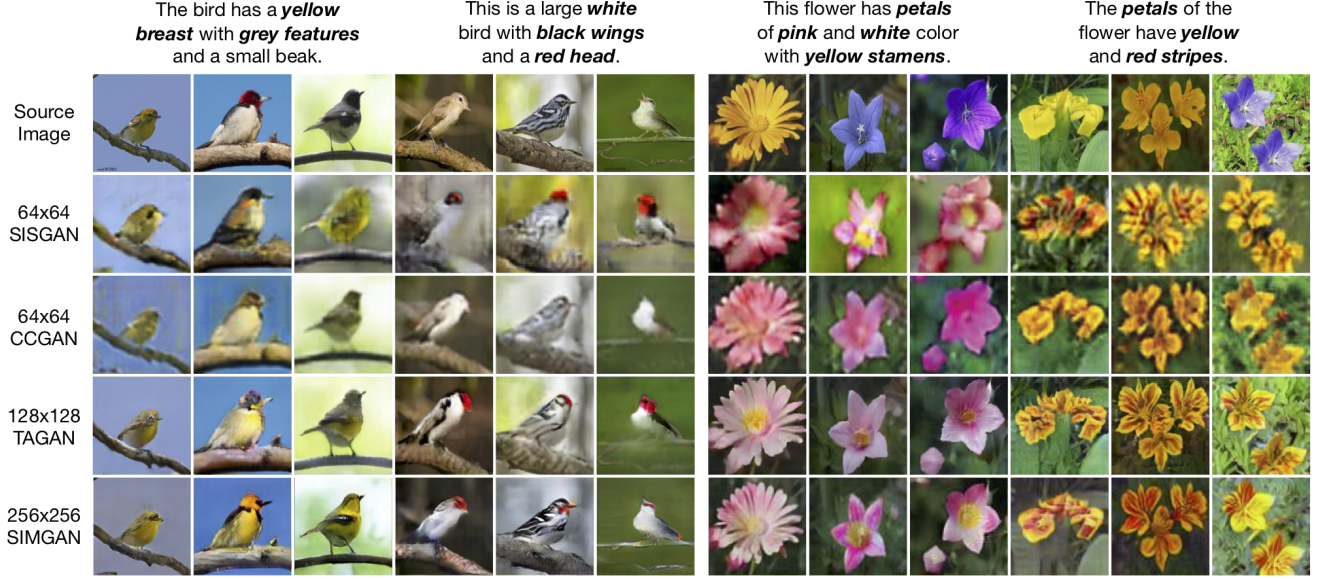 The bird has a yellow
breast with grey features
and a small beak.
This is a large white
bird with black wings
and a red head.
This flower has petals
of pink and white color
with yellow stamens.
The petals of the
flower have yellow
and red stripes.
Source
Image
64x64
SISGAN
64x64
CCGAN
128x128
TAGAN
256x256
SIMGAN